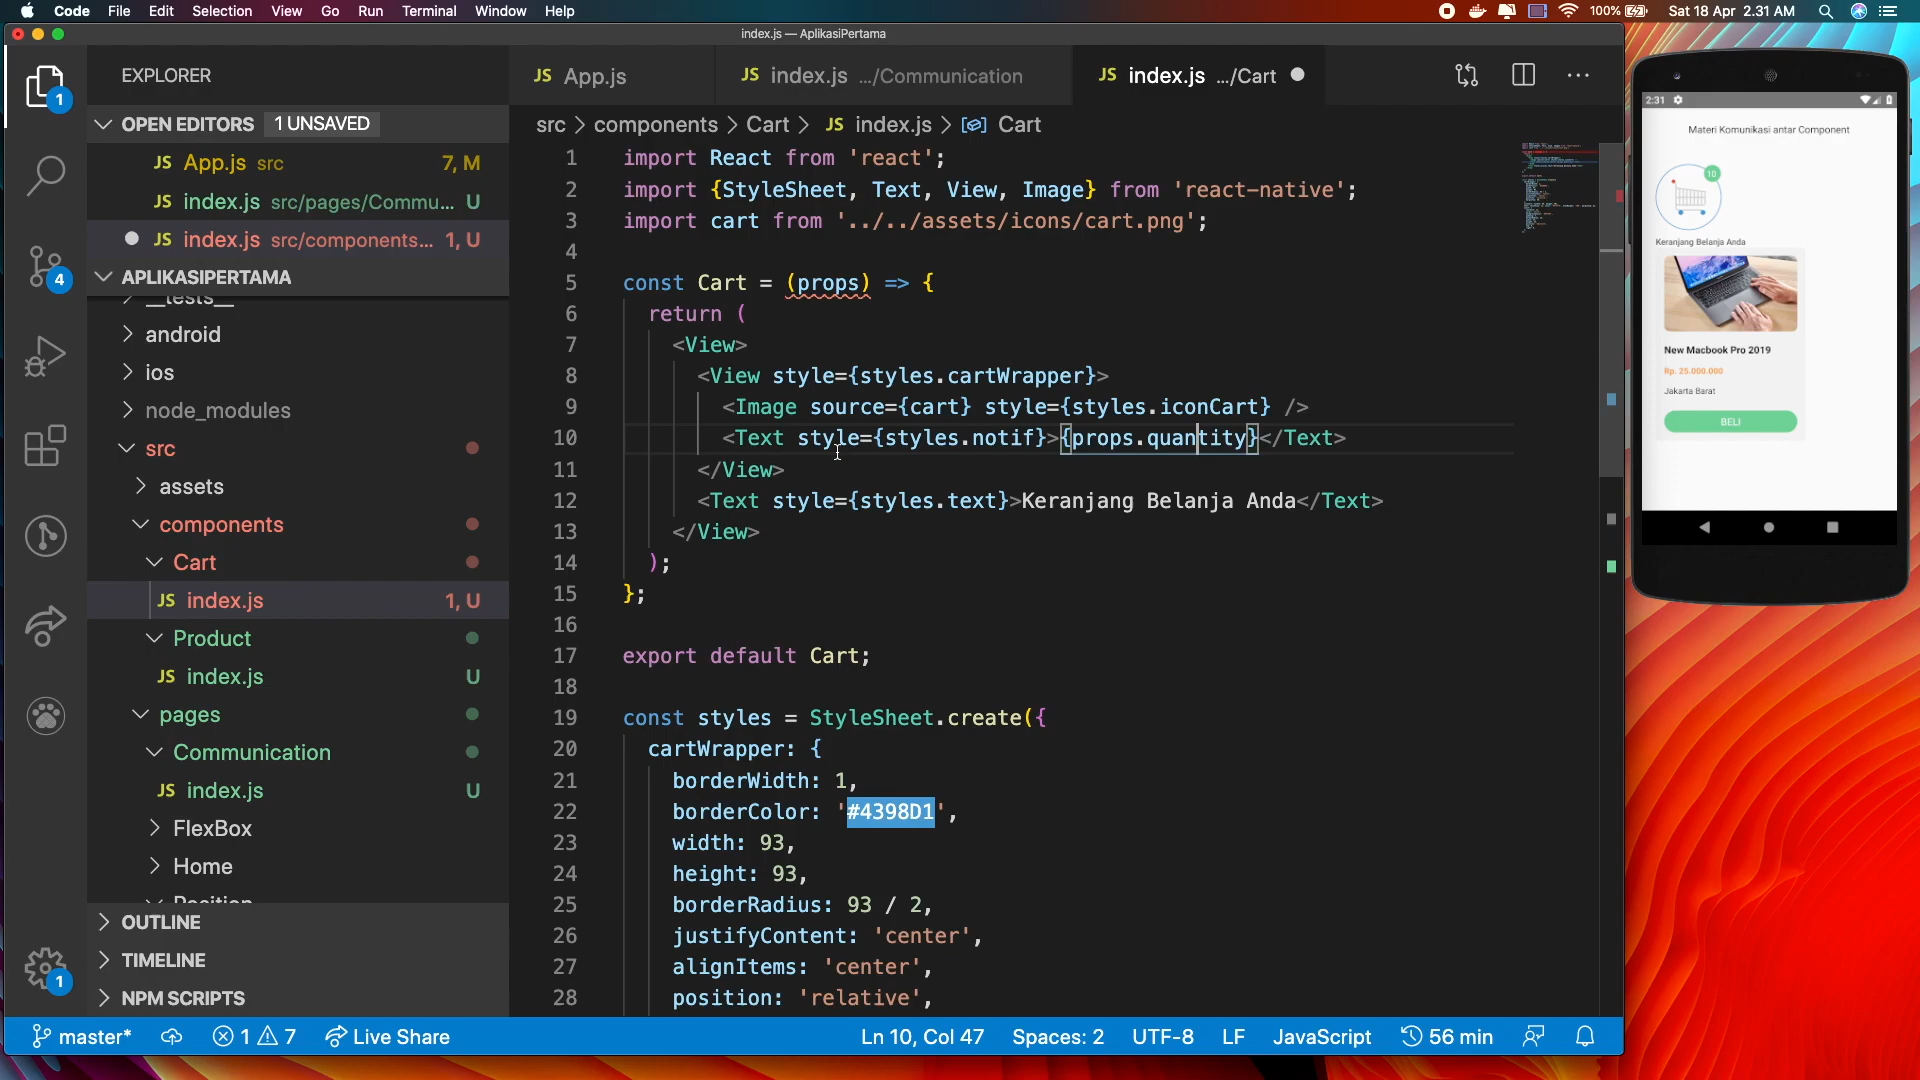 Code File Edit Selection View Go Run Terminal Window Help
100% Sat 18 Apr 2.31 AM
index.js — AplikasiPertama
EXPLORER
OPEN EDITORS 1 UNSAVED
JS App.js src 7, M
JS index.js src/pages/Commu... U
JS index.js src/components... 1, U
APLIKASIPERTAMA
__tests__
android
ios
node_modules
src
assets
components
Cart
JS index.js 1, U
Product
JS index.js U
pages
Communication
JS index.js U
FlexBox
Home
Position
OUTLINE
TIMELINE
NPM SCRIPTS
1
4
1
JS App.js
JS index.js .../Communication
JS index.js .../Cart
src > components > Cart > JS index.js > Cart
1 import React from 'react';
2 import {StyleSheet, Text, View, Image} from 'react-native';
3 import cart from '../../assets/icons/cart.png';
4
5 const Cart = (props) => {
6 return (
7 <View>
8 <View style={styles.cartWrapper}>
9 <Image source={cart} style={styles.iconCart} />
10 <Text style={styles.notif}>{props.quantity}</Text>
11 </View>
12 <Text style={styles.text}>Keranjang Belanja Anda</Text>
13 </View>
14 );
15 };
16
17 export default Cart;
18
19 const styles = StyleSheet.create({
20 cartWrapper: {
21 borderWidth: 1,
22 borderColor: '#4398D1',
23 width: 93,
24 height: 93,
25 borderRadius: 93 / 2,
26 justifyContent: 'center',
27 alignItems: 'center',
28 position: 'relative',
master* 1 7 Live Share Ln 10, Col 47 Spaces: 2 UTF-8 LF JavaScript 56 min
2:31
Materi Komunikasi antar Component
10
Keranjang Belanja Anda
New Macbook Pro 2019
Rp. 25.000.000
Jakarta Barat
BELI